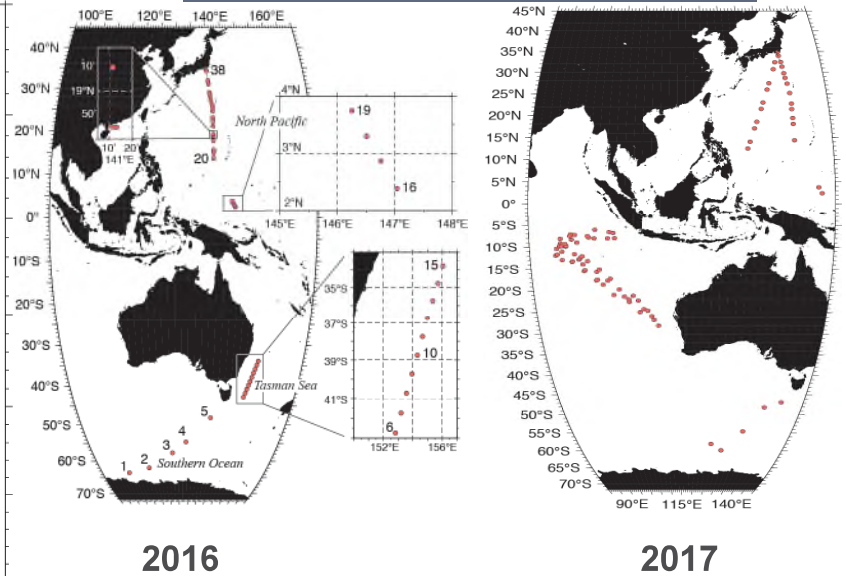 100°E 120°E 140°E 160°E
40°N
30°N
20°N
10°N
0°
10°S
20°S
30°S
40°S
50°S
60°S
70°S
10'
19°N
50'
10' 20'
141°E
38
20
North Pacific
4°N
3°N
2°N
19
16
145°E 146°E 147°E 148°E
15
10
6
35°S
37°S
39°S
41°S
152°E 156°E
Tasman Sea
5
4
3
2
1
Southern Ocean
2016
45°N
40°N
35°N
30°N
25°N
20°N
15°N
10°N
5°N
0°
5°S
10°S
15°S
20°S
25°S
30°S
35°S
40°S
45°S
50°S
55°S
60°S
65°S
70°S
90°E 115°E 140°E
2017